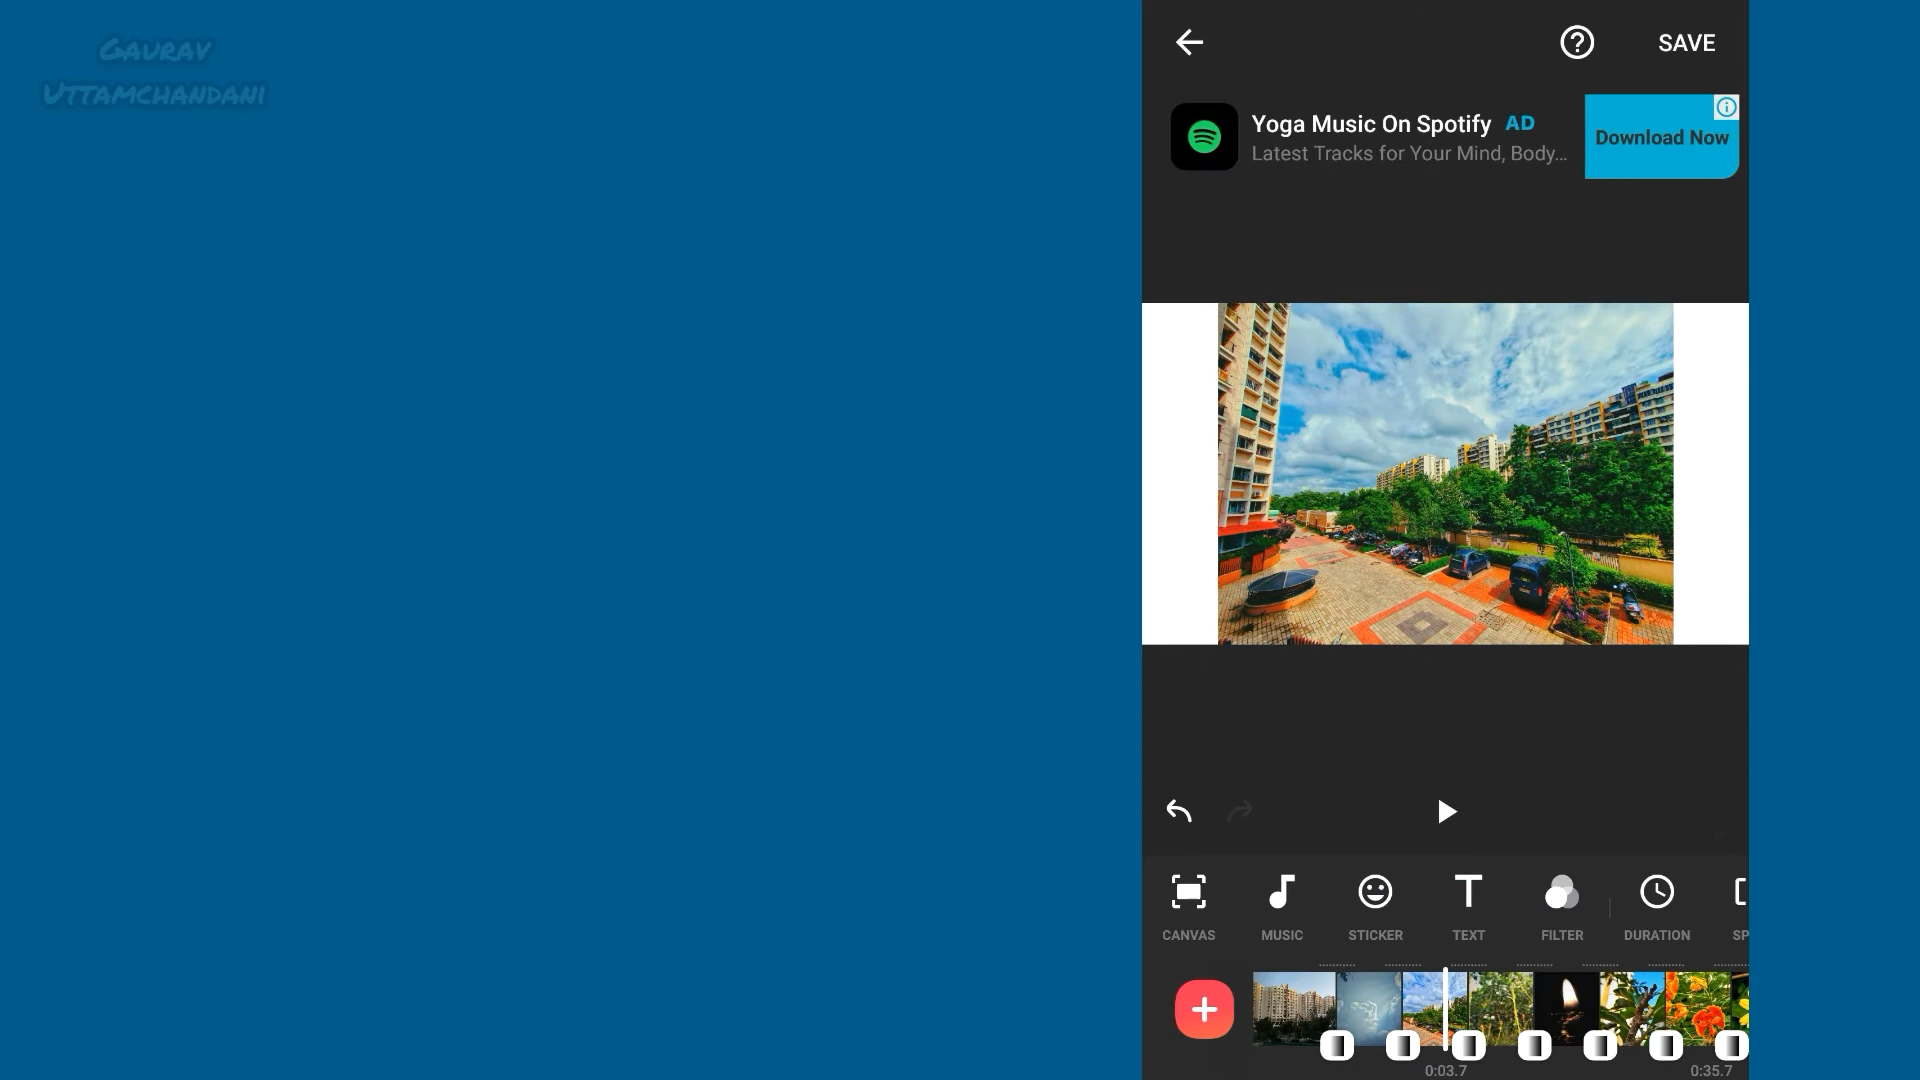 Gaurav
Uttamchandani
SAVE
Yoga Music On Spotify AD
Latest Tracks for Your Mind, Body...
Download Now
CANVAS MUSIC STICKER TEXT FILTER DURATION SP
0:03.7 0:35.7